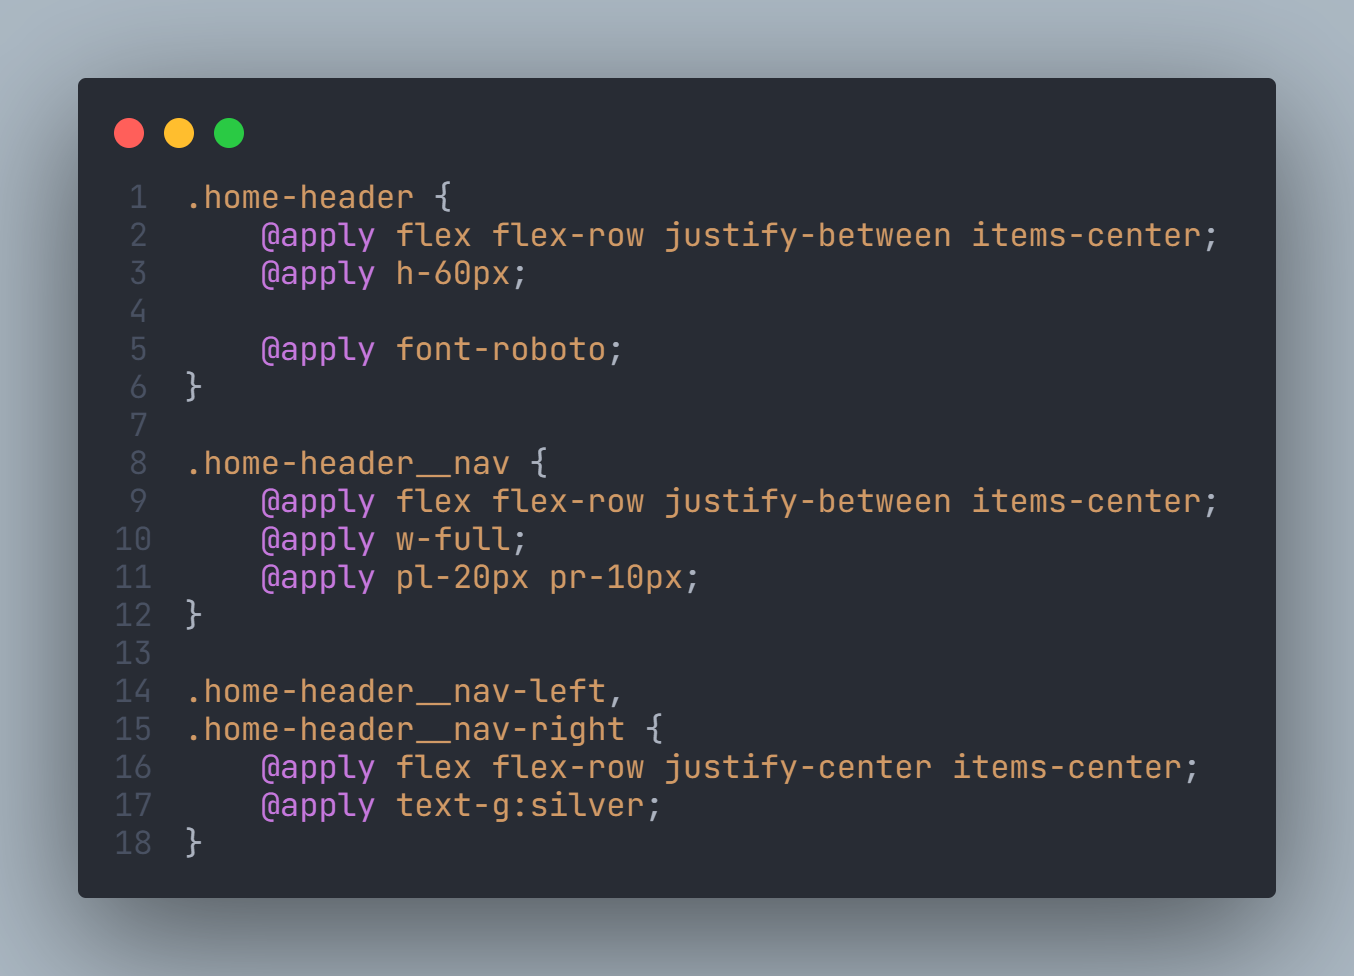 1 .home-header {
2     @apply flex flex-row justify-between items-center;
3     @apply h-60px;
4
5     @apply font-roboto;
6 }
7
8 .home-header__nav {
9     @apply flex flex-row justify-between items-center;
10     @apply w-full;
11     @apply pl-20px pr-10px;
12 }
13
14 .home-header__nav-left,
15 .home-header__nav-right {
16     @apply flex flex-row justify-center items-center;
17     @apply text-g:silver;
18 }